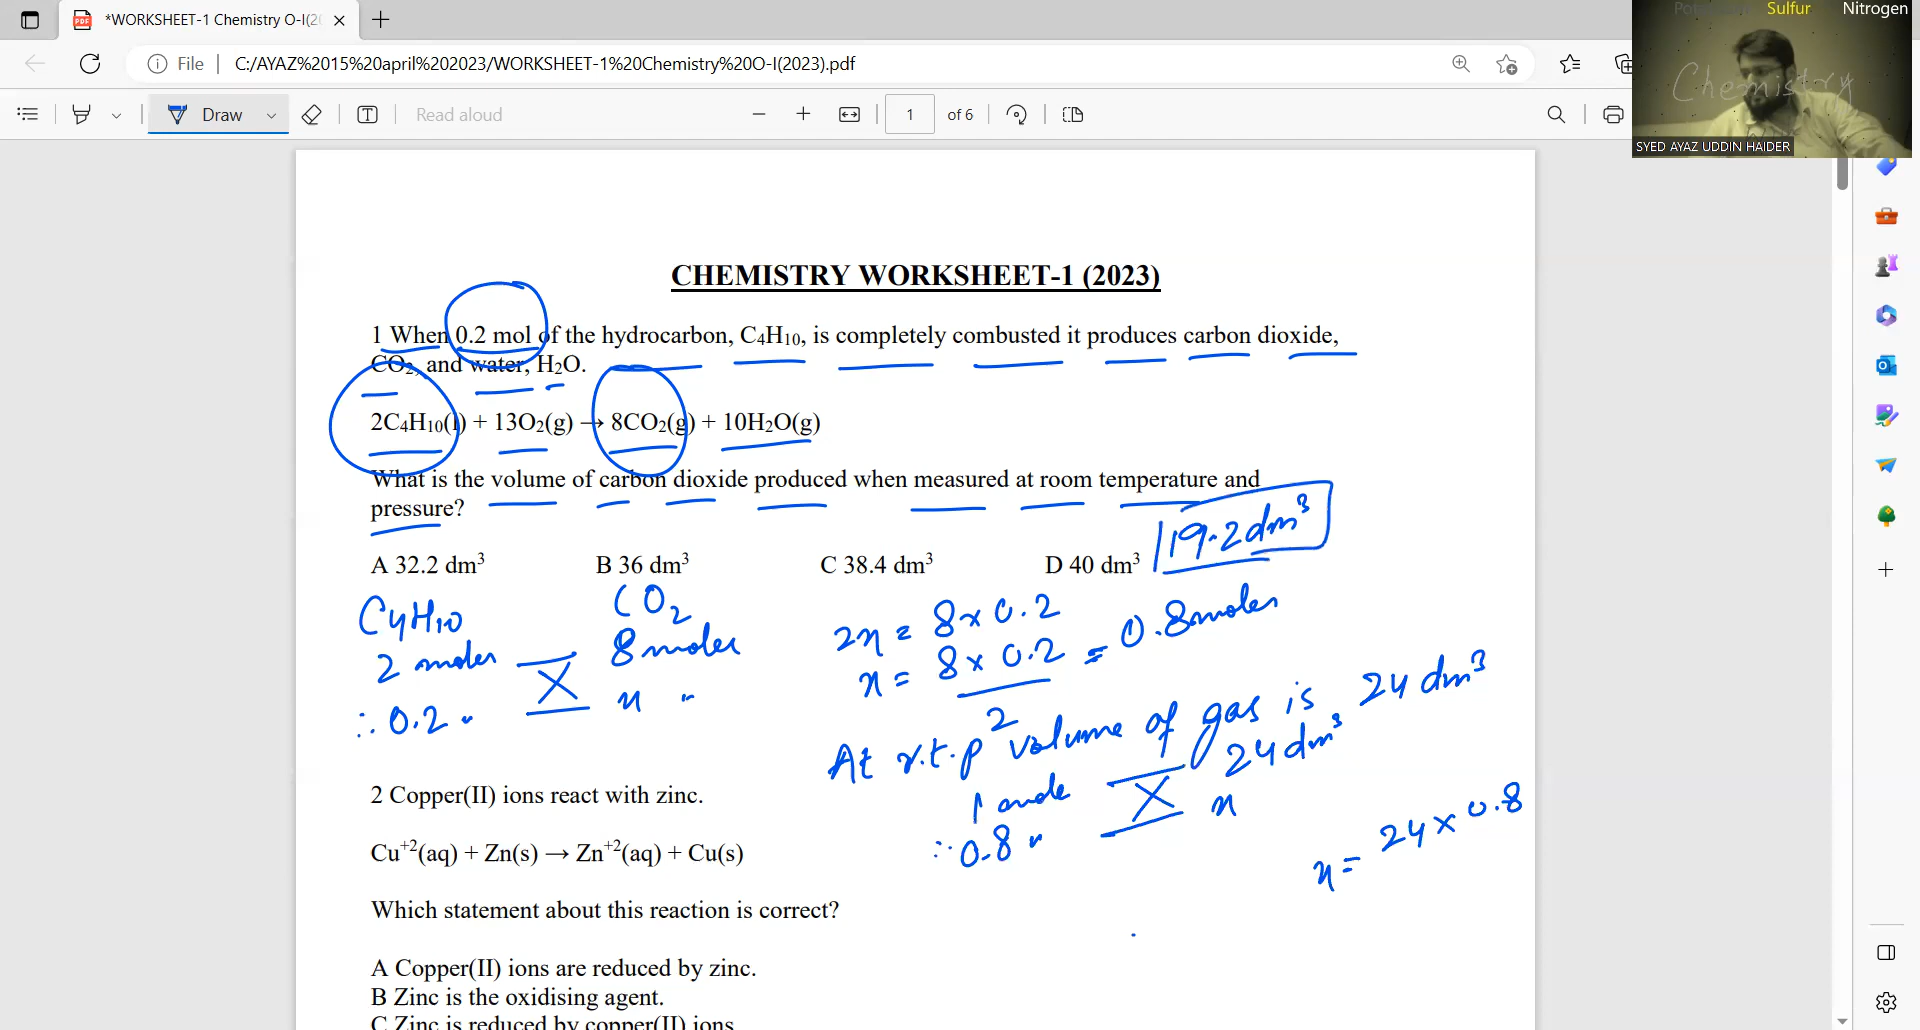 *WORKSHEET-1 Chemistry O-I(20
File
C:/AYAZ%2015%20april%202023/WORKSHEET-1%20Chemistry%20O-I(2023).pdf
Draw
Read aloud
1 of 6
Sulfur Nitrogen
Chemistry
SYED AYAZ UDDIN HAIDER
CHEMISTRY WORKSHEET-1 (2023)
1 When 0.2 mol of the hydrocarbon, C₄H₁₀, is completely combusted it produces carbon dioxide,
CO₂, and water, H₂O.
2C₄H₁₀(l) + 13O₂(g) → 8CO₂(g) + 10H₂O(g)
What is the volume of carbon dioxide produced when measured at room temperature and
pressure?
19.2 dm³
A 32.2 dm³ B 36 dm³ C 38.4 dm³ D 40 dm³
C₄H₁₀ CO₂
2 moles 8 moles
∴ 0.2 " x "
2x = 8 x 0.2
x = 8 x 0.2 = 0.8 moles
2
At r.t.p volume of gas is 24 dm³
1 mole 24 dm³
∴ 0.8 " x
x = 24 x 0.8
2 Copper(II) ions react with zinc.
Cu⁺²(aq) + Zn(s) → Zn⁺²(aq) + Cu(s)
Which statement about this reaction is correct?
A Copper(II) ions are reduced by zinc.
B Zinc is the oxidising agent.
C Zinc is reduced by copper(II) ions